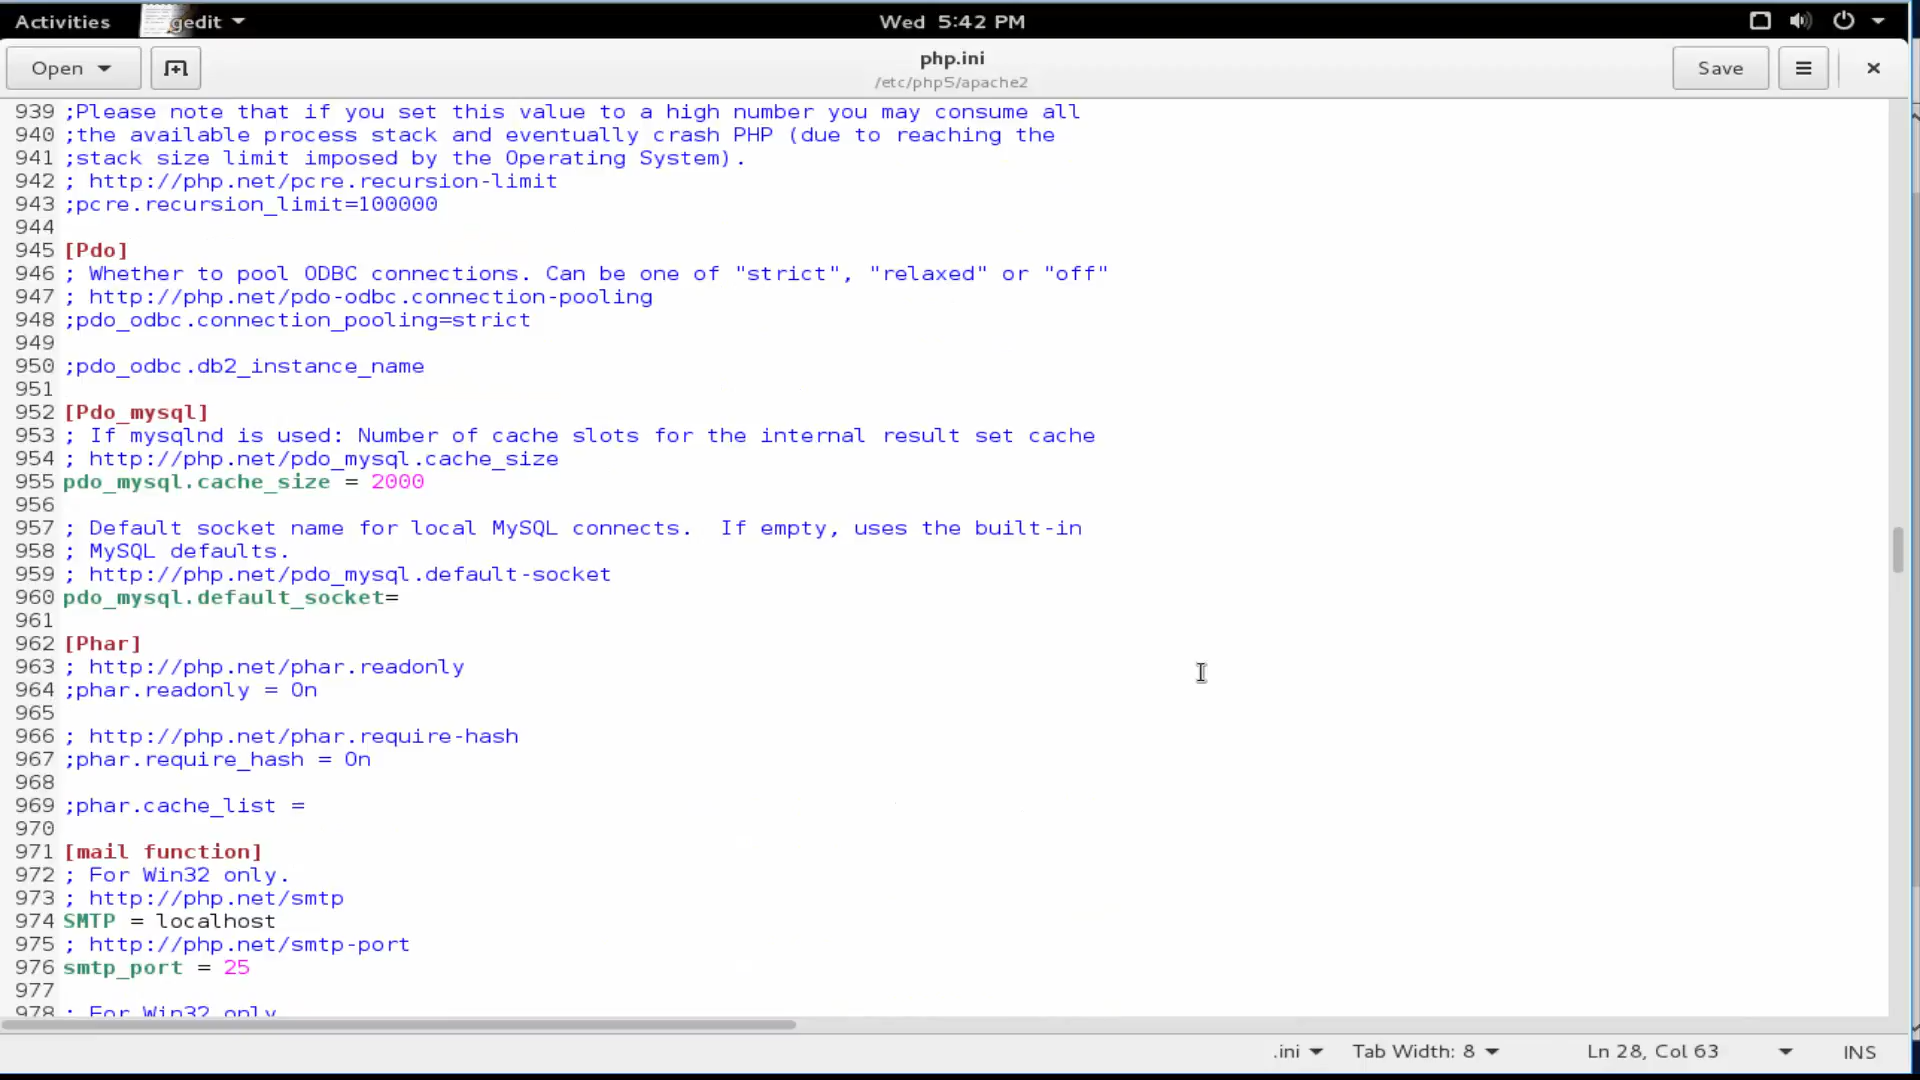 Activities gedit Wed 5:42 PM
Open php.ini Save
/etc/php5/apache2
939 ;Please note that if you set this value to a high number you may consume all
940 ;the available process stack and eventually crash PHP (due to reaching the
941 ;stack size limit imposed by the Operating System).
942 ; http://php.net/pcre.recursion-limit
943 ;pcre.recursion_limit=100000
944
945 [Pdo]
946 ; Whether to pool ODBC connections. Can be one of "strict", "relaxed" or "off"
947 ; http://php.net/pdo-odbc.connection-pooling
948 ;pdo_odbc.connection_pooling=strict
949
950 ;pdo_odbc.db2_instance_name
951
952 [Pdo_mysql]
953 ; If mysqlnd is used: Number of cache slots for the internal result set cache
954 ; http://php.net/pdo_mysql.cache_size
955 pdo_mysql.cache_size = 2000
956
957 ; Default socket name for local MySQL connects.  If empty, uses the built-in
958 ; MySQL defaults.
959 ; http://php.net/pdo_mysql.default-socket
960 pdo_mysql.default_socket=
961
962 [Phar]
963 ; http://php.net/phar.readonly
964 ;phar.readonly = On
965
966 ; http://php.net/phar.require-hash
967 ;phar.require_hash = On
968
969 ;phar.cache_list =
970
971 [mail function]
972 ; For Win32 only.
973 ; http://php.net/smtp
974 SMTP = localhost
975 ; http://php.net/smtp-port
976 smtp_port = 25
977
978 ; For Win32 only.
.ini Tab Width: 8 Ln 28, Col 63 INS